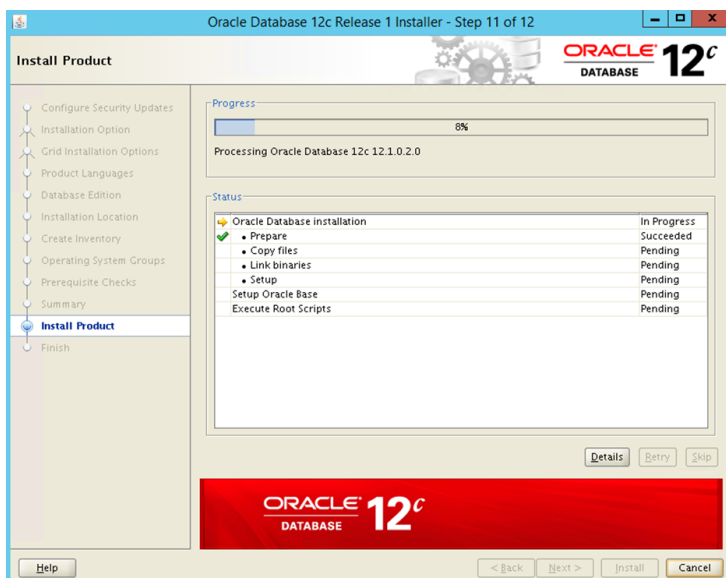 Oracle Database 12c Release 1 Installer - Step 11 of 12
Install Product
ORACLE
DATABASE
12c
Configure Security Updates
Installation Option
Grid Installation Options
Product Languages
Database Edition
Installation Location
Create Inventory
Operating System Groups
Prerequisite Checks
Summary
Install Product
Finish
Progress
8%
Processing Oracle Database 12c 12.1.0.2.0
Status
Oracle Database installation In Progress
• Prepare Succeeded
• Copy files Pending
• Link binaries Pending
• Setup Pending
Setup Oracle Base Pending
Execute Root Scripts Pending
Details Retry Skip
ORACLE
DATABASE
12c
Help < Back Next > Install Cancel